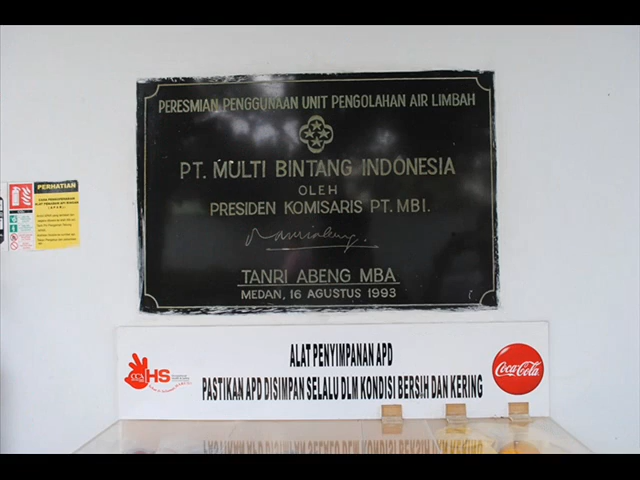 PERESMIAN PENGGUNAAN UNIT PENGOLAHAN AIR LIMBAH
PT. MULTI BINTANG INDONESIA
OLEH
PRESIDEN KOMISARIS PT. MBI.
TANRI ABENG MBA
MEDAN, 16 AGUSTUS 1993
PERHATIAN
HS
ALAT PENYIMPANAN APD
PASTIKAN APD DISIMPAN SELALU DLM KONDISI BERSIH DAN KERING
Coca-Cola